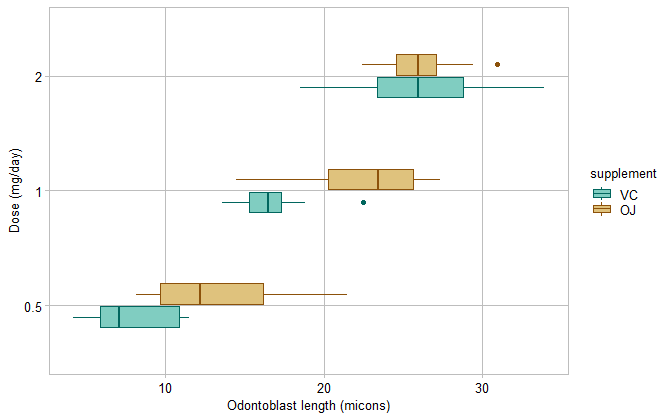 2
1
0.5
Dose (mg/day)
10 20 30
Odontoblast length (micons)
supplement
VC
OJ